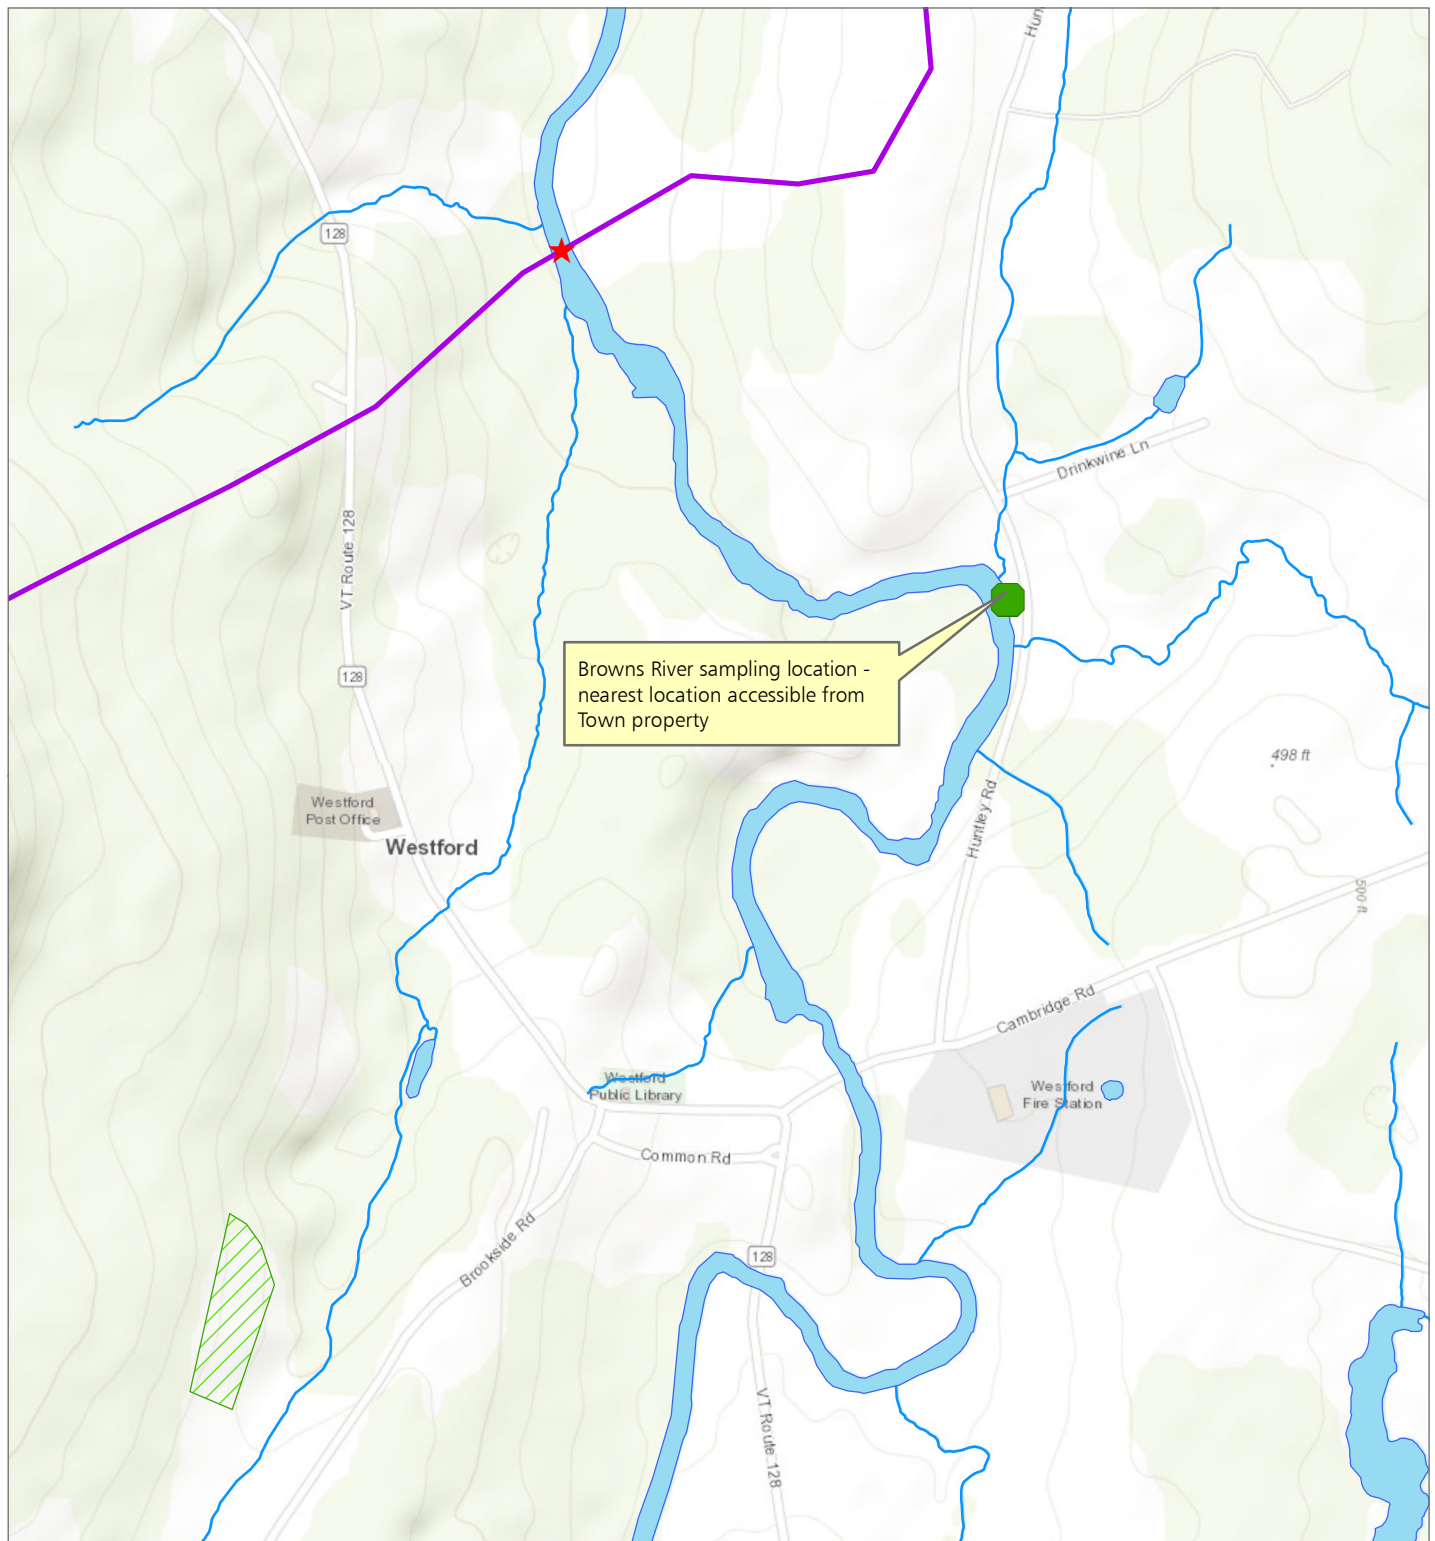 Hun
128
Drinkwine Ln
VT Route 128
Browns River sampling location -
nearest location accessible from
Town property
128
498 ft
Westford
Post Office
Huntley Rd
Westford
500 ft
Cambridge Rd
Westford
Public Library
Westford
Fire Station
Common Rd
Brookside Rd
128
VT Route 128